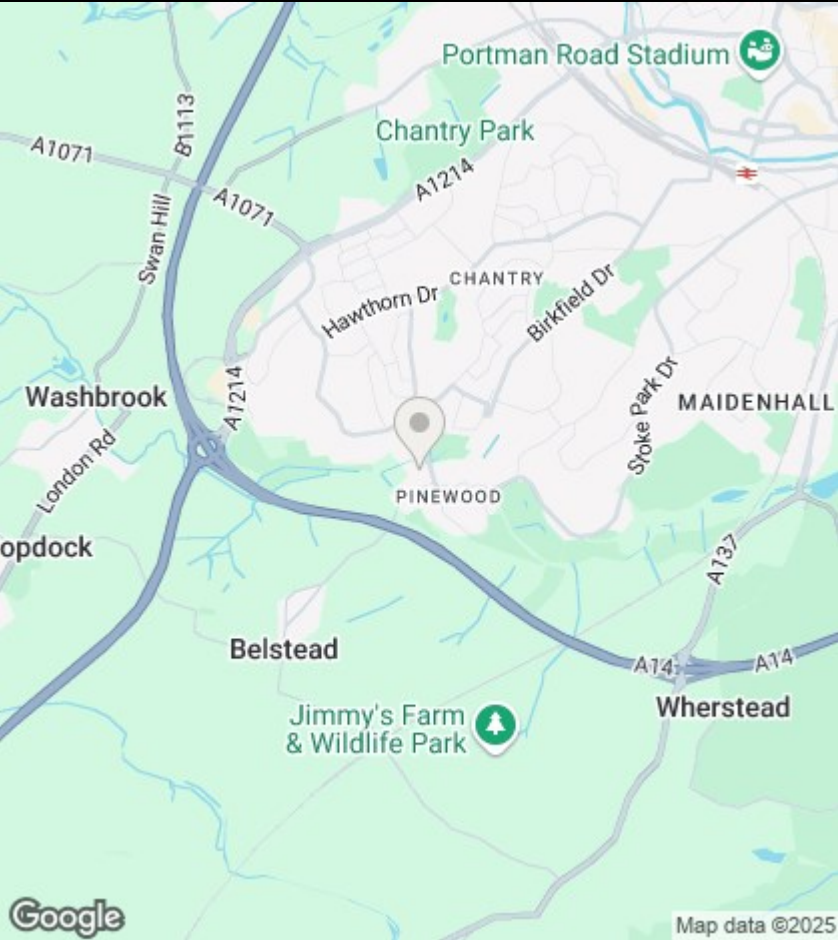 Portman Road Stadium
Chantry Park
B1113
A1071
A1214
A1071
Swan Hill
CHANTRY
Hawthorn Dr
Birkfield Dr
Washbrook
A1214
Stoke Park Dr
MAIDENHALL
London Rd
PINEWOOD
opdock
A137
Belstead
A14
A14
Wherstead
Jimmy's Farm
& Wildlife Park
Google
Map data ©2025